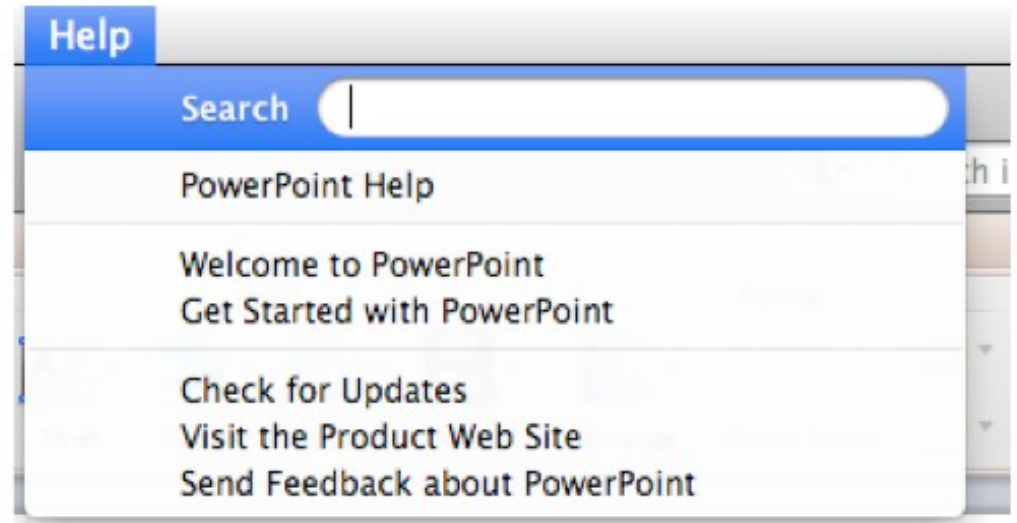 Help
Search
PowerPoint Help
Welcome to PowerPoint
Get Started with PowerPoint
Check for Updates
Visit the Product Web Site
Send Feedback about PowerPoint